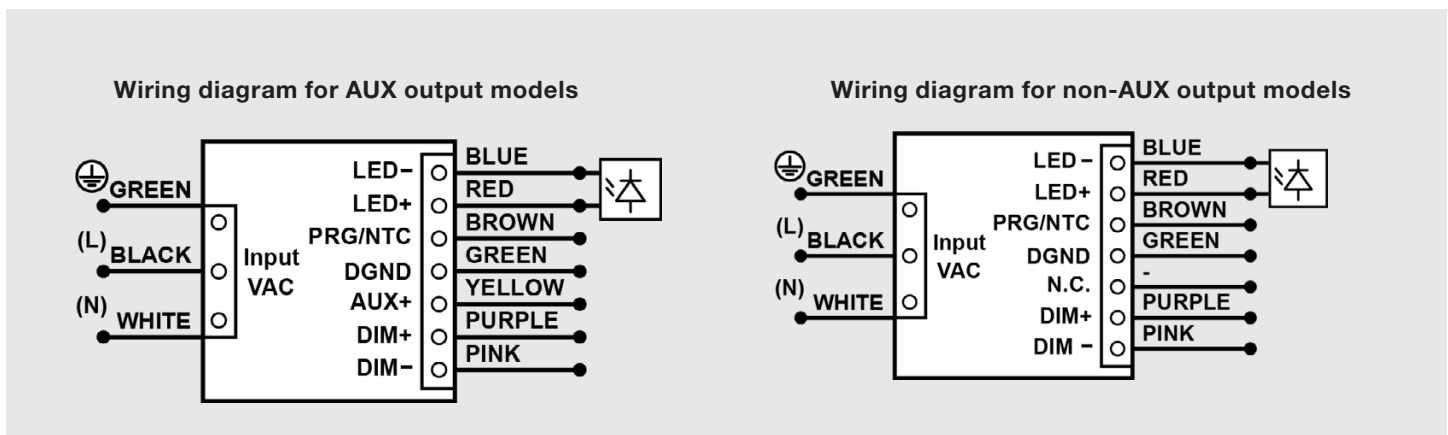 Wiring diagram for AUX output models
GREEN
(L)
BLACK
(N)
WHITE
Input
VAC
LED-
LED+
PRG/NTC
DGND
AUX+
DIM+
DIM-
BLUE
RED
BROWN
GREEN
YELLOW
PURPLE
PINK
Wiring diagram for non-AUX output models
GREEN
(L)
BLACK
(N)
WHITE
Input
VAC
LED -
LED+
PRG/NTC
DGND
N.C.
DIM+
DIM -
BLUE
RED
BROWN
GREEN
-
PURPLE
PINK